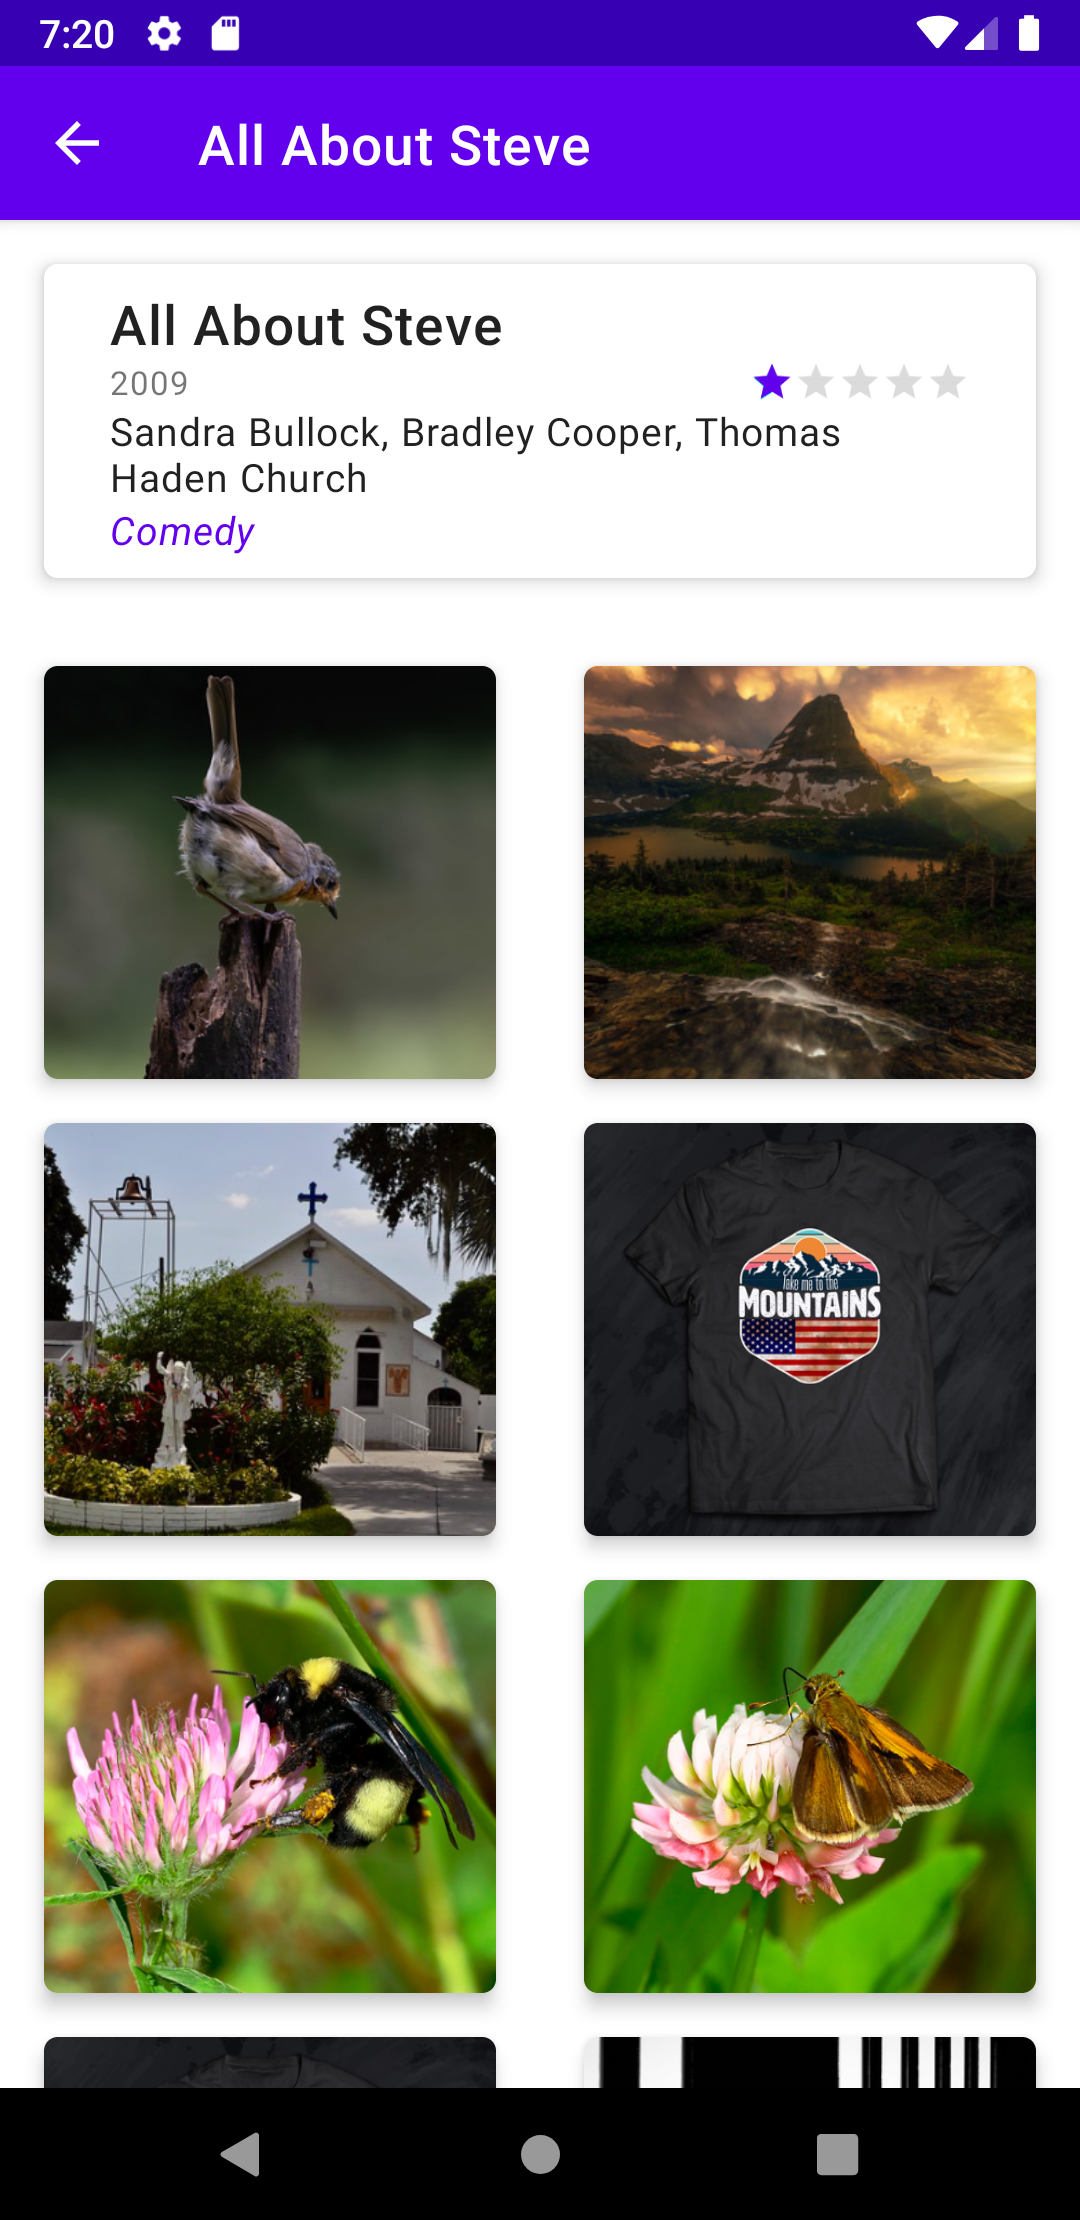 7:20
All About Steve
All About Steve
2009
Sandra Bullock, Bradley Cooper, Thomas
Haden Church
Comedy
Take me to the
MOUNTAINS